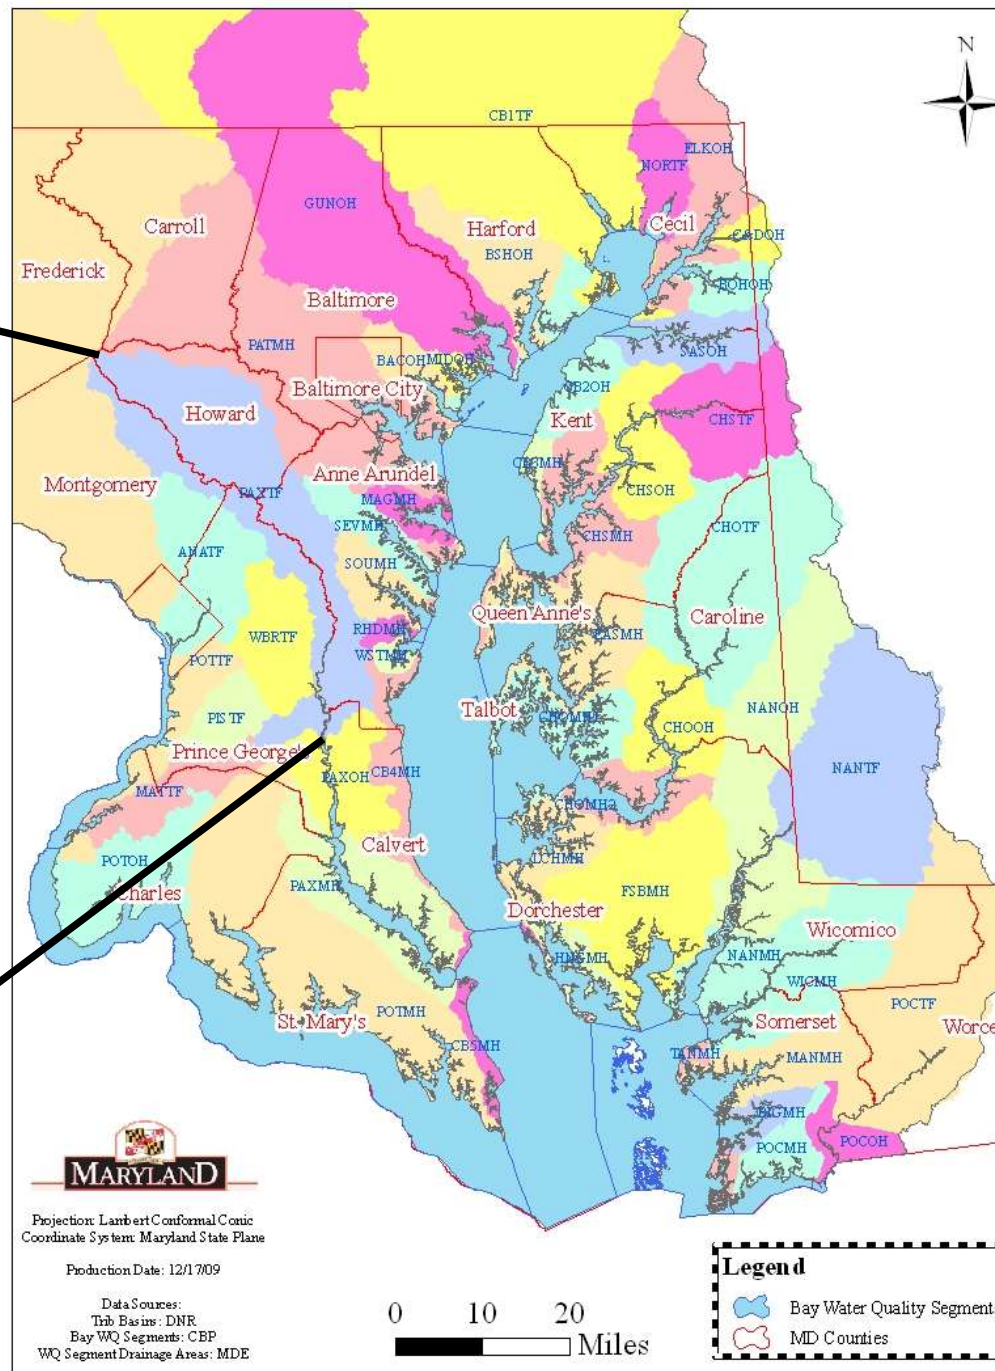 N
CB1TF
ELKOH
NORTF
GUNOH
Carroll
Harford
Cecil
C&DOH
BSHOH
Frederick
BOHOH
Baltimore
PATMH
SASOH
BACOH
MIDOH
Baltimore City
CB2OH
Howard
Kent
CHSTF
CB3MH
Anne Arundel
Montgomery
PAXTF
CHSOH
MAGMH
SEVMH
CHOTF
ANATF
CHSMH
SOUMH
Queen Anne's
Caroline
RHDMH
WBRTF
EASMH
WSTMH
POTTF
Talbot
NANOH
PISTF
CHOMH1
CHOOH
Prince George's
NANTF
PAXOH
CB4MH
MATTF
CHOMH2
Calvert
POTOH
LCHMH
PAXMH
Charles
FSBMH
Dorchester
Wicomico
HNGMH
NANMH
WICMH
POTMH
POCTF
St. Mary's
Somerset
Worce
CB5MH
TANMH
MANMH
BIGMH
POCMH
POCOH
MARYLAND
Projection: Lambert Conformal Conic
Coordinate System: Maryland State Plane
Production Date: 12/17/09
Data Sources:
Trib Basins: DNR
Bay WQ Segments: CBP
WQ Segment Drainage Areas: MDE
0 10 20
Miles
Legend
Bay Water Quality Segment
MD Counties